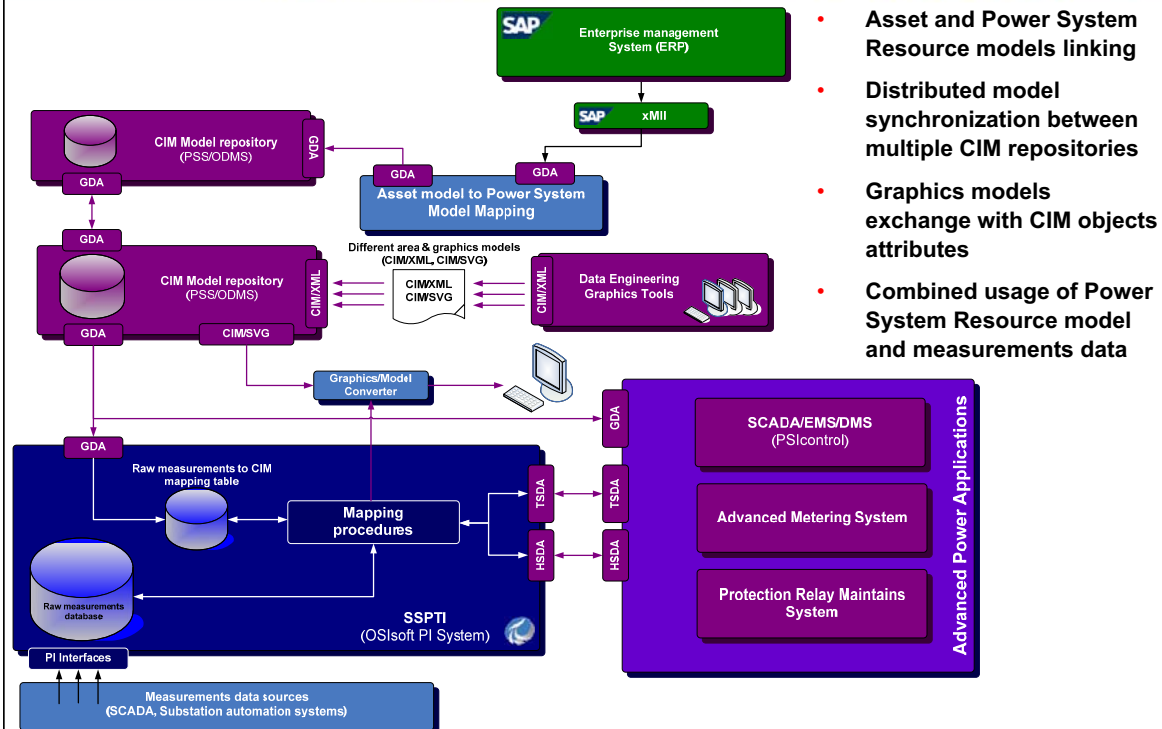 SAP
Enterprise management
System (ERP)
SAP
xMII
CIM Model repository
(PSS/ODMS)
GDA
GDA
GDA
GDA
Asset model to Power System
Model Mapping
GDA
CIM Model repository
(PSS/ODMS)
CIM/XML
GDA
CIM/SVG
Different area & graphics models
(CIM/XML, CIM/SVG)
CIM/XML
CIM/SVG
CIM/XML
Data Engineering
Graphics Tools
Graphics/Model
Converter
GDA
Raw measurements to CIM
mapping table
Mapping
procedures
Raw measurements
database
SSPTI
(OSIsoft PI System)
TSDA
HSDA
PI Interfaces
Measurements data sources
(SCADA, Substation automation systems)
GDA
TSDA
HSDA
SCADA/EMS/DMS
(PSIcontrol)
Advanced Metering System
Protection Relay Maintains
System
Advanced Power Applications
• Asset and Power System
Resource models linking
• Distributed model
synchronization between
multiple CIM repositories
• Graphics models
exchange with CIM objects
attributes
• Combined usage of Power
System Resource model
and measurements data